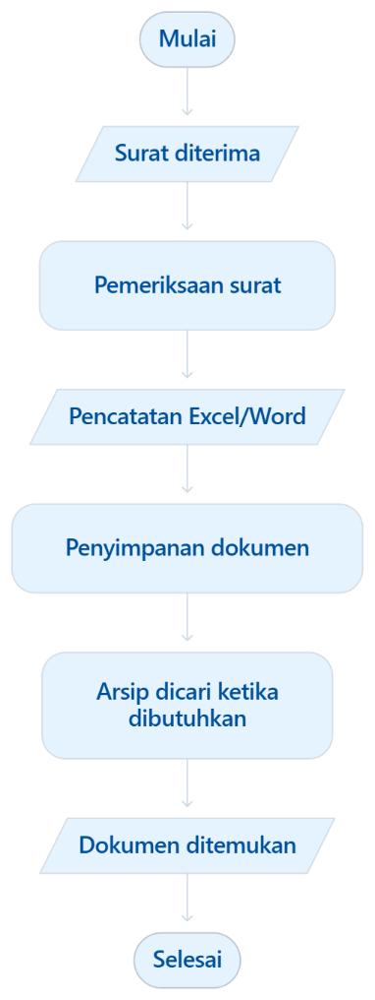 Mulai
Surat diterima
Pemeriksaan surat
Pencatatan Excel/Word
Penyimpanan dokumen
Arsip dicari ketika
dibutuhkan
Dokumen ditemukan
Selesai